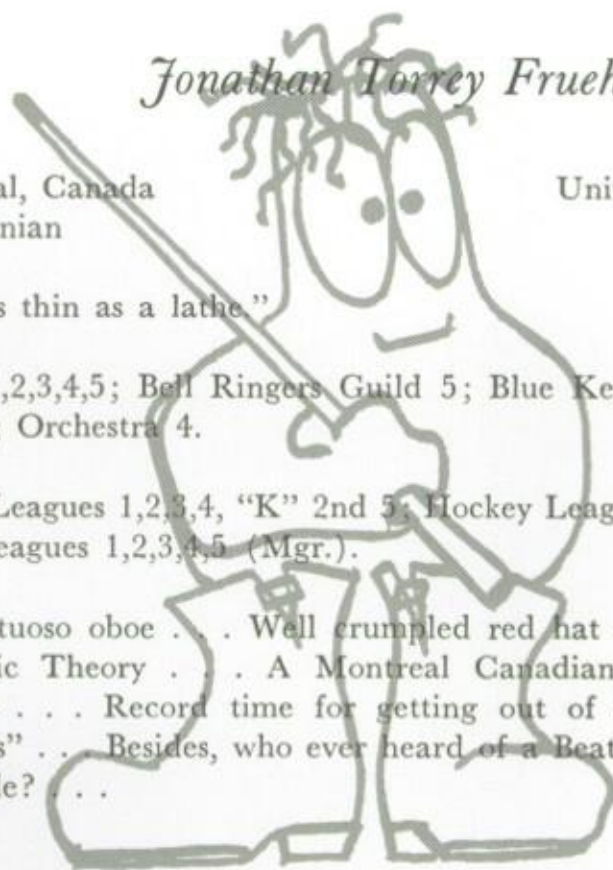 Jonathan Torrey Frueh
al, Canada Uni
nian
s thin as a lathe."
,2,3,4,5; Bell Ringers Guild 5; Blue Ke
Orchestra 4.
Leagues 1,2,3,4, "K" 2nd 5; Hockey Leag
eagues 1,2,3,4,5 (Mgr.).
tuoso oboe . . . Well crumpled red hat
ic Theory . . . A Montreal Canadian
. . . Record time for getting out of
s" . . . Besides, who ever heard of a Beat
le? . . .